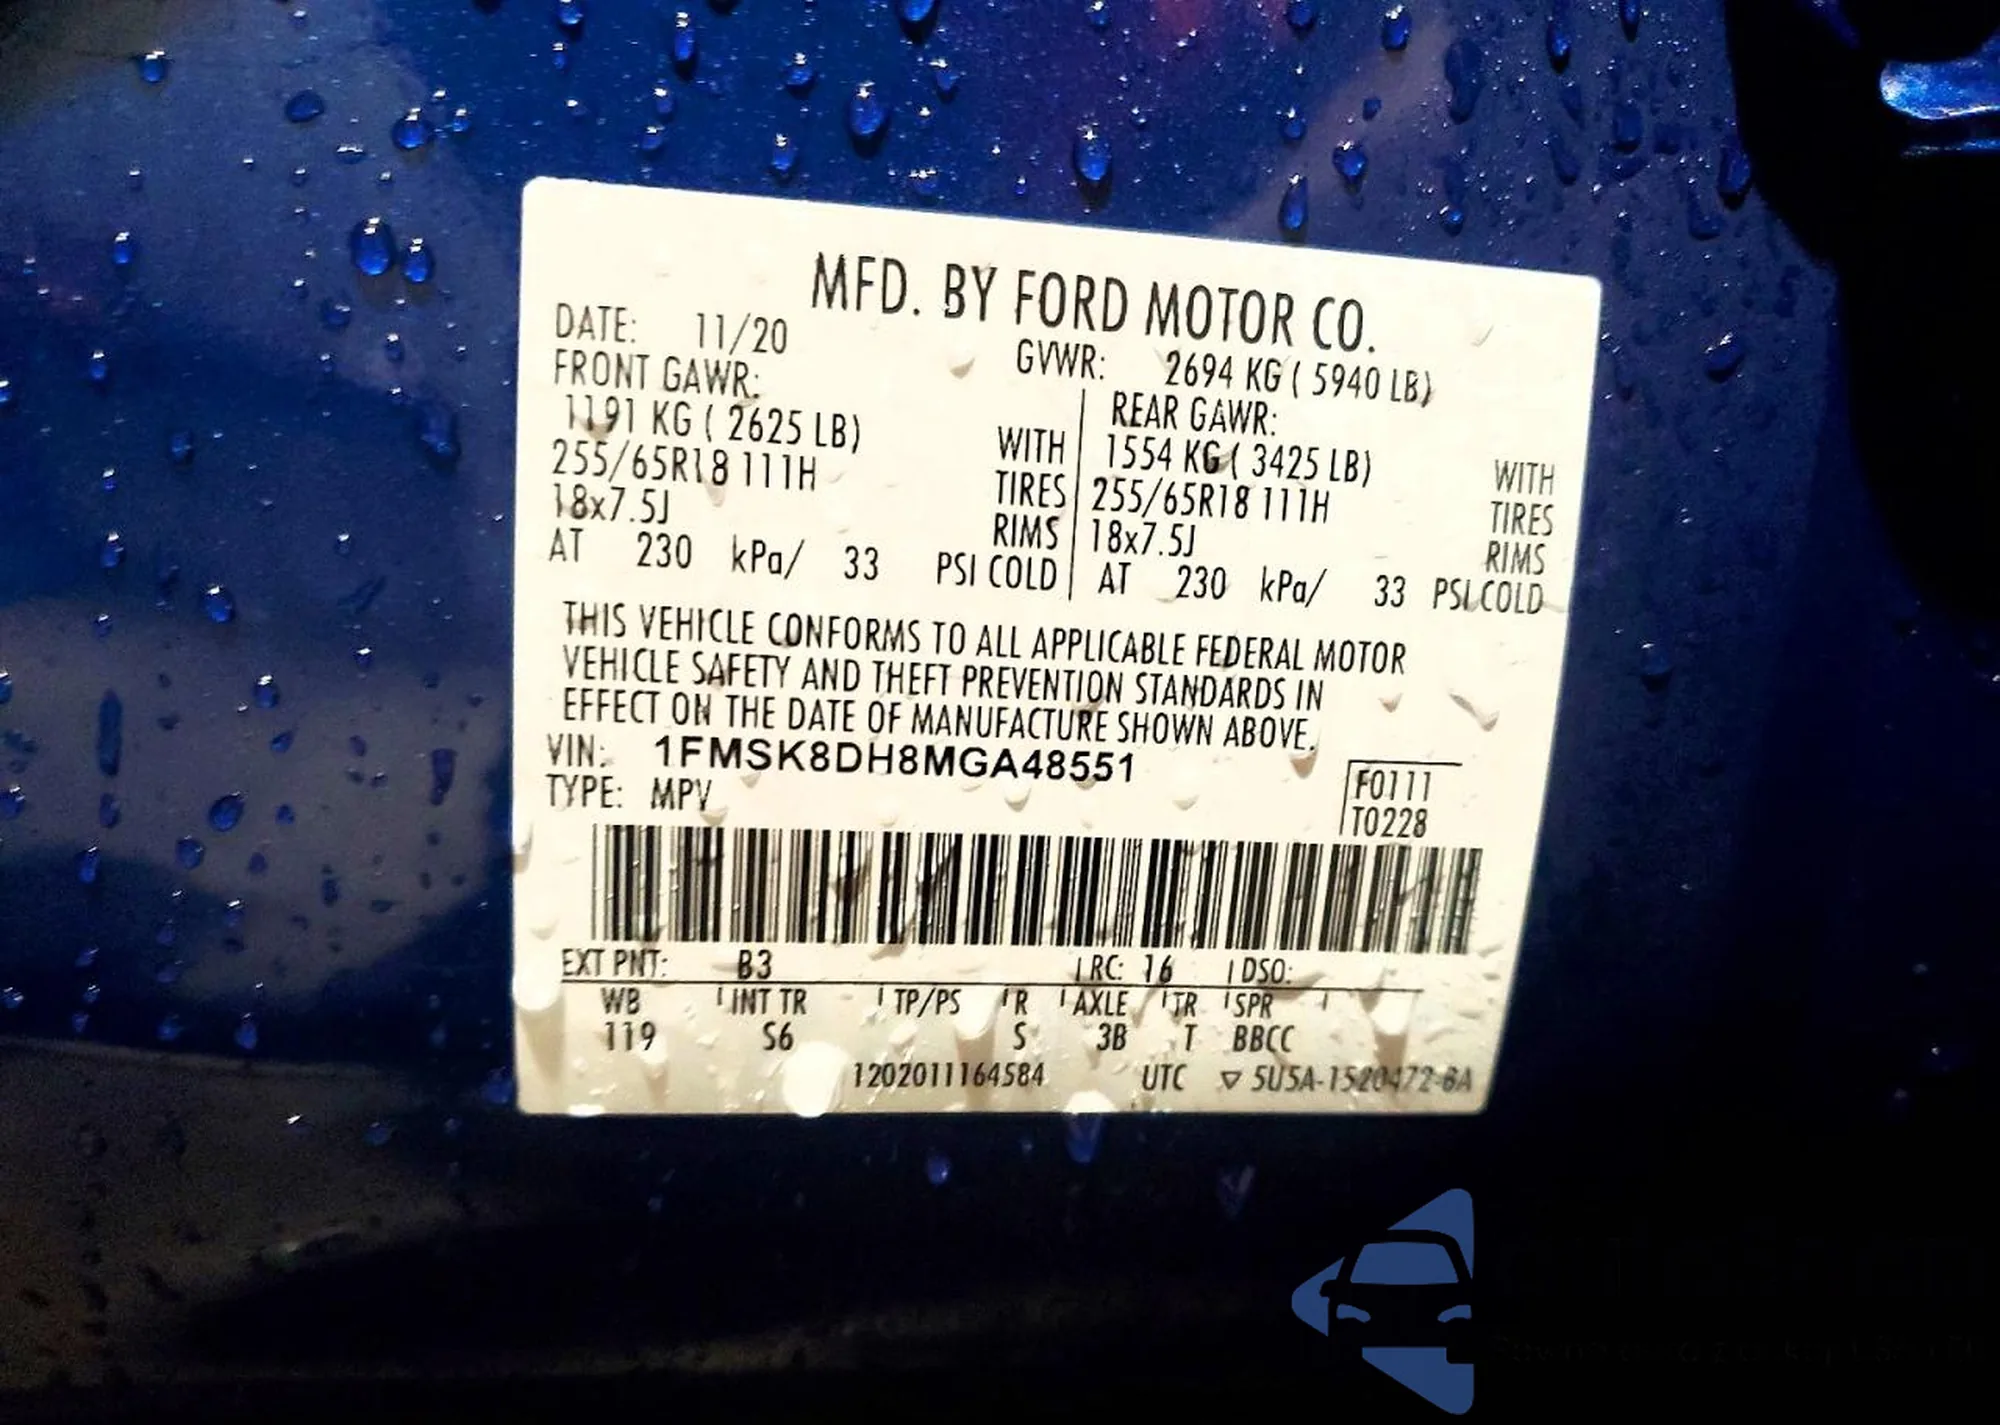 MFD. BY FORD MOTOR CO.
DATE: 11/20 GVWR: 2694 KG ( 5940 LB)
FRONT GAWR: REAR GAWR:
1191 KG ( 2625 LB) WITH 1554 KG ( 3425 LB) WITH
255/65R18 111H TIRES 255/65R18 111H TIRES
18x7.5J RIMS 18x7.5J RIMS
AT 230 kPa/ 33 PSI COLD AT 230 kPa/ 33 PSI COLD
THIS VEHICLE CONFORMS TO ALL APPLICABLE FEDERAL MOTOR
VEHICLE SAFETY AND THEFT PREVENTION STANDARDS IN
EFFECT ON THE DATE OF MANUFACTURE SHOWN ABOVE.
VIN: 1FMSK8DH8MGA48551
TYPE: MPV
F0111
T0228
EXT PNT: B3 RC: 16 DSO:
WB INT TR TP/PS R AXLE TR SPR
119 S6 S 3B T BBCC
1202011164584 UTC ▽ 5U5A-1520472-BA